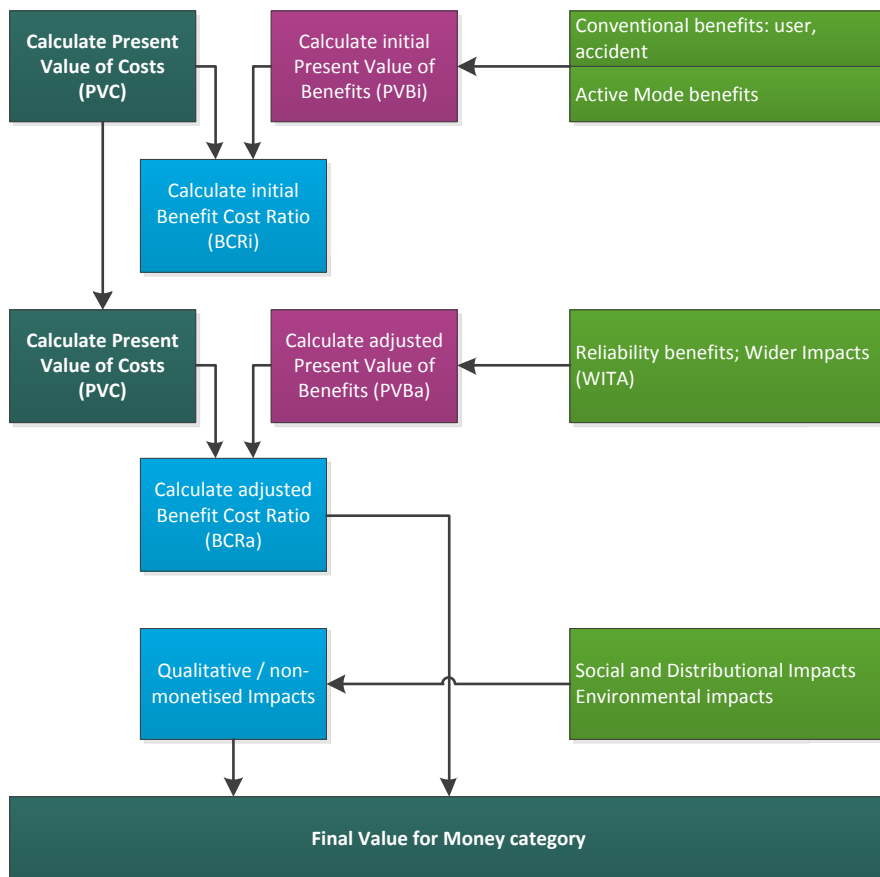 Calculate Present
Value of Costs
(PVC)
Calculate initial
Present Value of
Benefits (PVBi)
Conventional benefits: user,
accident
Active Mode benefits
Calculate initial
Benefit Cost Ratio
(BCRi)
Calculate Present
Value of Costs
(PVC)
Calculate adjusted
Present Value of
Benefits (PVBa)
Reliability benefits; Wider Impacts
(WITA)
Calculate adjusted
Benefit Cost Ratio
(BCRa)
Qualitative / non-
monetised Impacts
Social and Distributional Impacts
Environmental impacts
Final Value for Money category